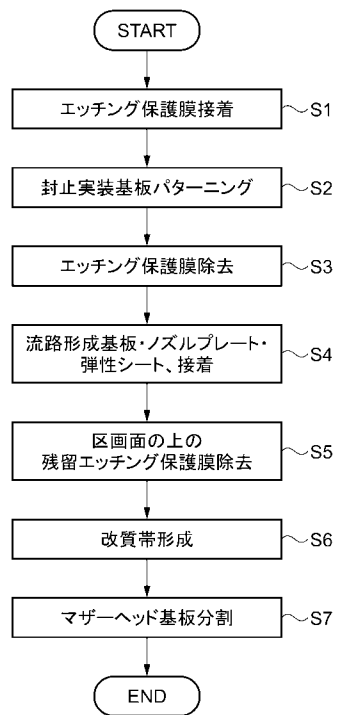 START
エッチング保護膜接着
S1
封止実装基板パターニング
S2
エッチング保護膜除去
S3
流路形成基板・ノズルプレート・
弾性シート、接着
S4
区画面の上の
残留エッチング保護膜除去
S5
改質帯形成
S6
マザーヘッド基板分割
S7
END